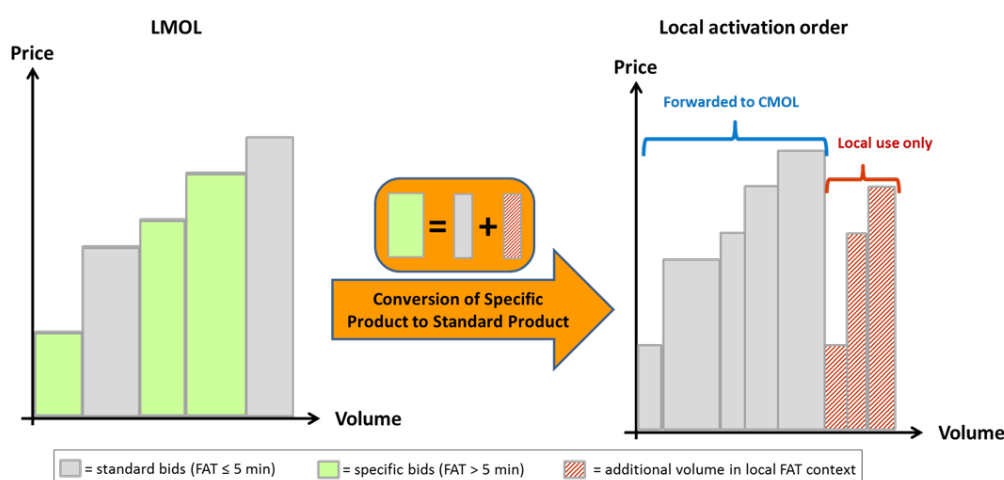 LMOL
Price
Volume
=
+
Conversion of Specific
Product to Standard Product
Local activation order
Price
Forwarded to CMOL
Local use only
Volume
= standard bids (FAT ≤ 5 min)
= specific bids (FAT > 5 min)
= additional volume in local FAT context